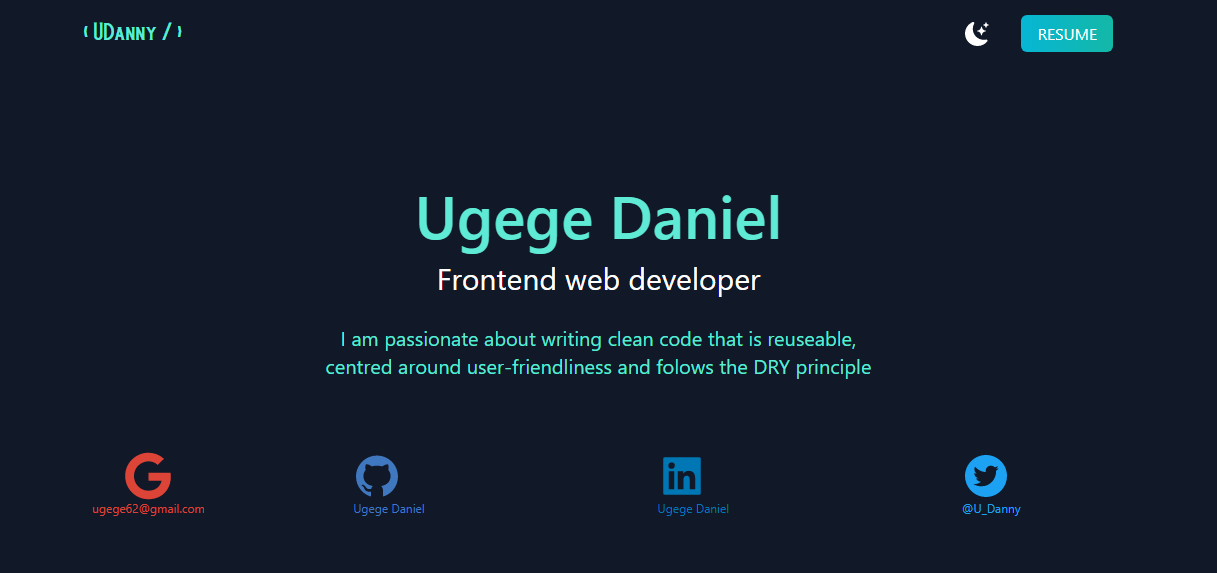 { UDanny / }
RESUME
Ugege Daniel
Frontend web developer
I am passionate about writing clean code that is reuseable,
centred around user-friendliness and folows the DRY principle
ugege62@gmail.com
Ugege Daniel
Ugege Daniel
@U_Danny